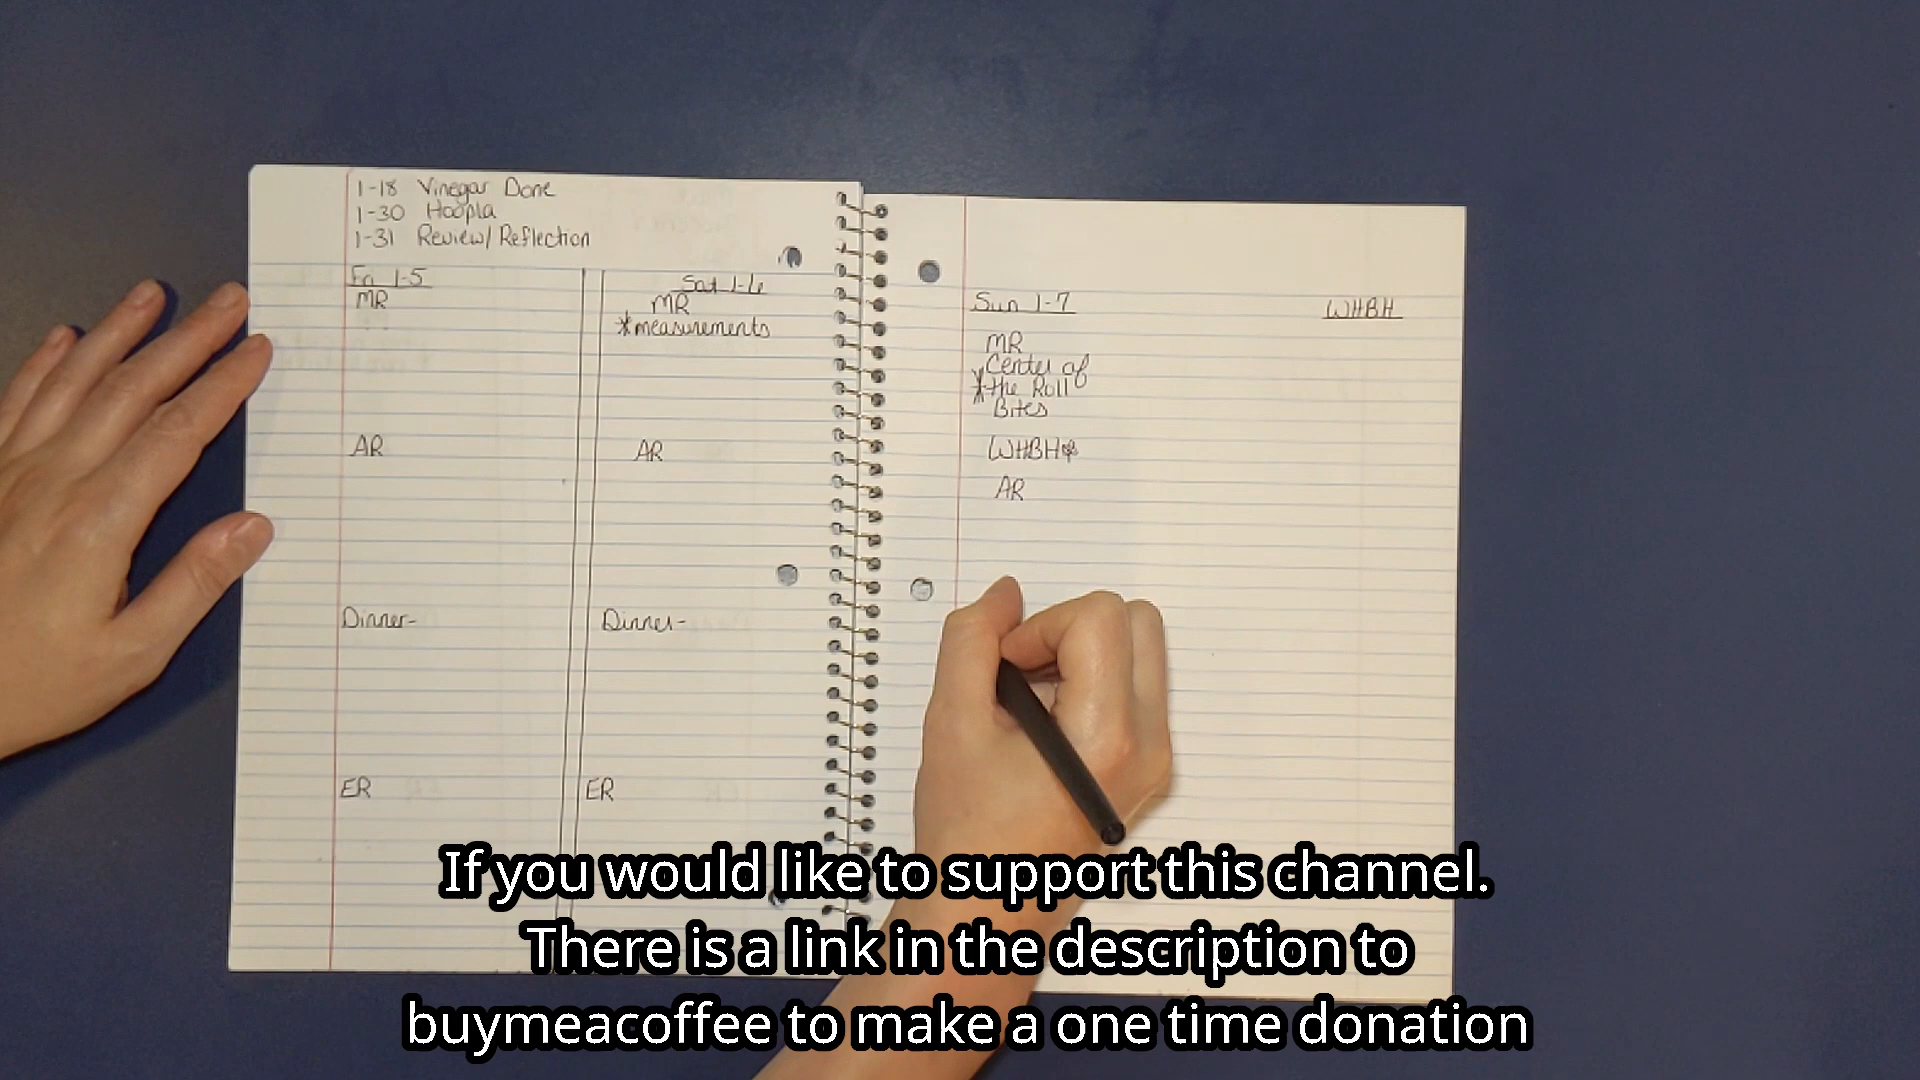 1-18 Vinegar Done
1-30 Hoopla
1-31 Review/Reflection
Fri 1-5
MR
AR
Dinner-
ER
Sat 1-6
MR
*measurements
AR
Dinner-
ER
Sun 1-7
WHBH
MR
Center of
*the Roll
Bites
WHBH
AR
If you would like to support this channel.
There is a link in the description to
buymeacoffee to make a one time donation